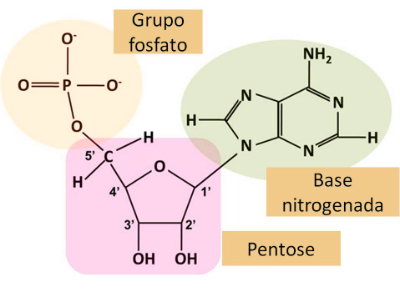 Grupo
fosfato
O-
O P O-
O
5' C H
H
4'
O
1'
3' 2'
OH OH
NH2
N N
H H
N N
Base
nitrogenada
Pentose